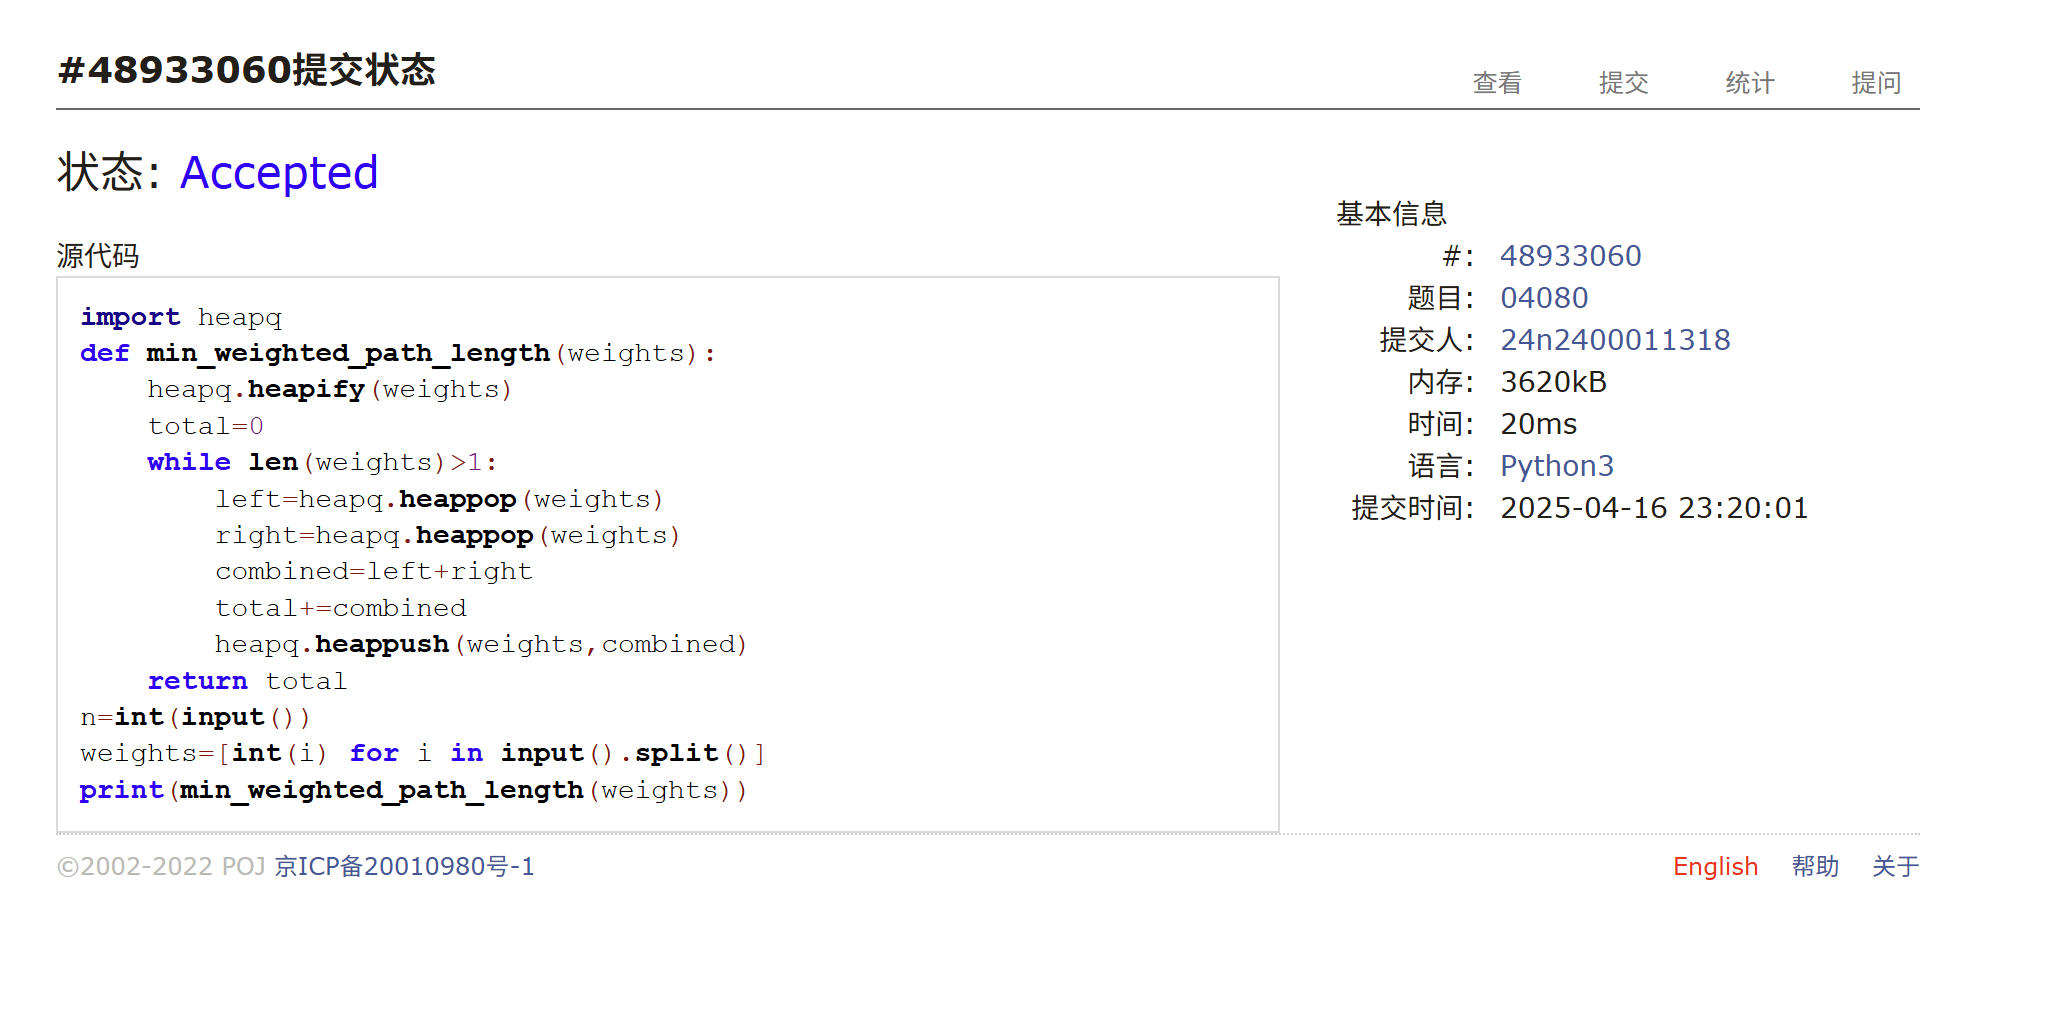 #48933060提交状态
查看 提交 统计 提问
状态: Accepted
源代码
import heapq
def min_weighted_path_length(weights):
    heapq.heapify(weights)
    total=0
    while len(weights)>1:
        left=heapq.heappop(weights)
        right=heapq.heappop(weights)
        combined=left+right
        total+=combined
        heapq.heappush(weights,combined)
    return total
n=int(input())
weights=[int(i) for i in input().split()]
print(min_weighted_path_length(weights))
基本信息
#: 48933060
题目: 04080
提交人: 24n2400011318
内存: 3620kB
时间: 20ms
语言: Python3
提交时间: 2025-04-16 23:20:01
©2002-2022 POJ 京ICP备20010980号-1
English 帮助 关于